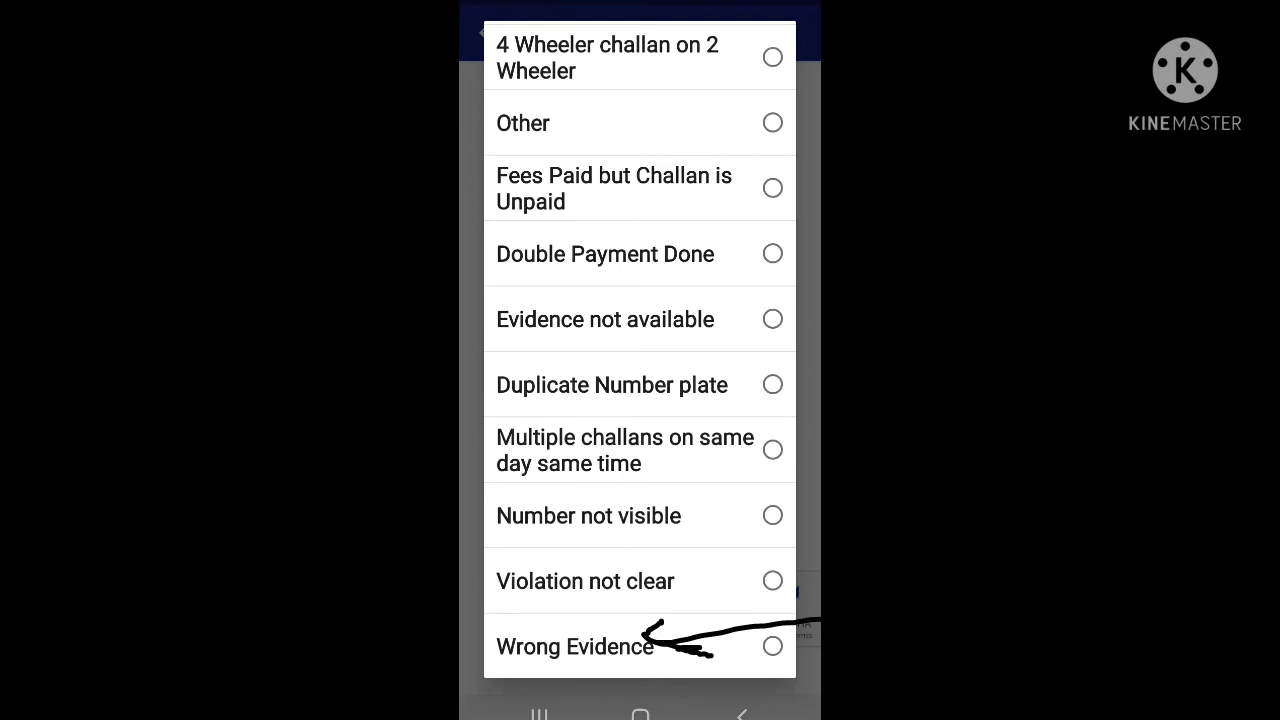 4 Wheeler challan on 2
Wheeler
Other
Fees Paid but Challan is
Unpaid
Double Payment Done
Evidence not available
Duplicate Number plate
Multiple challans on same
day same time
Number not visible
Violation not clear
Wrong Evidence
KINEMASTER